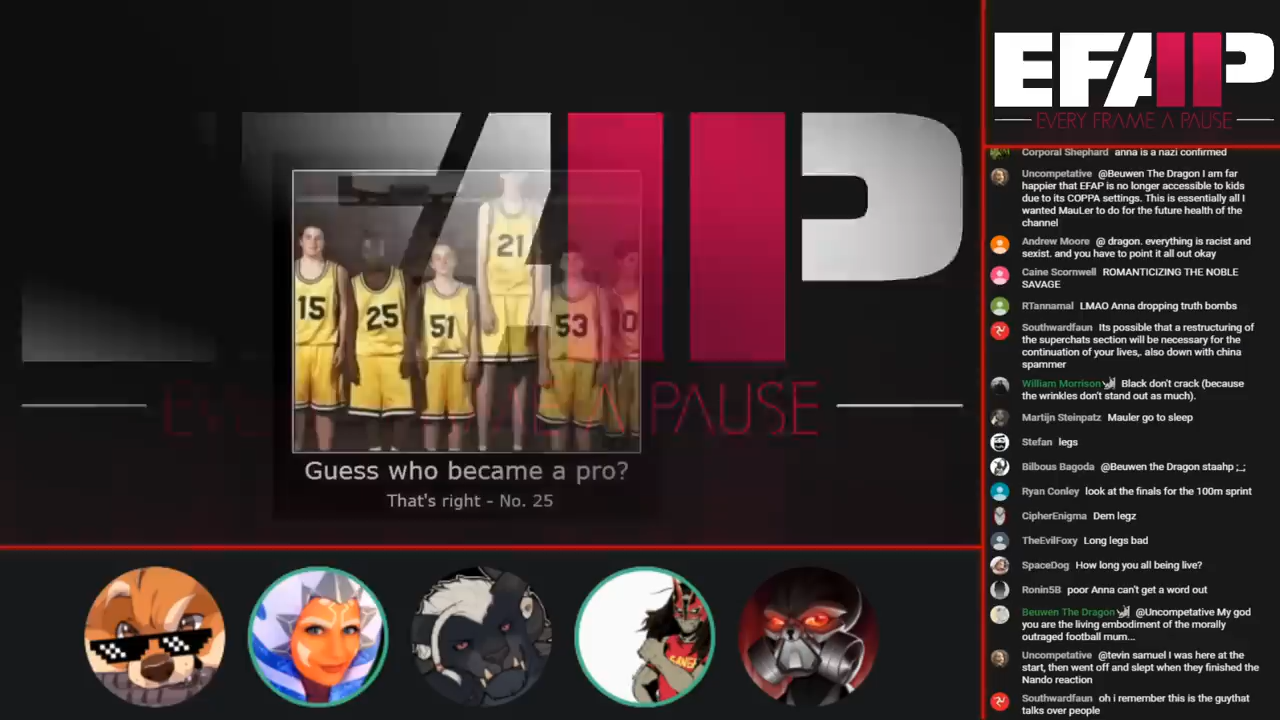 EFAP
EVERY FRAME A PAUSE
15
25
51
21
53
10
Guess who became a pro?
That's right - No. 25
EFAP
EVERY FRAME A PAUSE
Corporal Shephard anna is a nazi confirmed
Uncompetative @Beuwen The Dragon I am far
happier that EFAP is no longer accessible to kids
due to its COPPA settings. This is essentially all I
wanted MauLer to do for the future health of the
channel
Andrew Moore @ dragon. everything is racist and
sexist. and you have to point it all out okay
Caine Scornwell ROMANTICIZING THE NOBLE
SAVAGE
RTannamal LMAO Anna dropping truth bombs
Southwardfaun Its possible that a restructuring of
the superchats section will be necessary for the
continuation of your lives,. also down with china
spammer
William Morrison Black don't crack (because
the wrinkles don't stand out as much).
Martijn Steinpatz Mauler go to sleep
Stefan legs
Bilbous Bagoda @Beuwen the Dragon staahp ;_;
Ryan Conley look at the finals for the 100m sprint
CipherEnigma Dem legz
TheEvilFoxy Long legs bad
SpaceDog How long you all being live?
Ronin5B poor Anna can't get a word out
Beuwen The Dragon @Uncompetative My god
you are the living embodiment of the morally
outraged football mum...
Uncompetative @tevin samuel I was here at the
start, then went off and slept when they finished the
Nando reaction
Southwardfaun oh i remember this is the guythat
talks over people